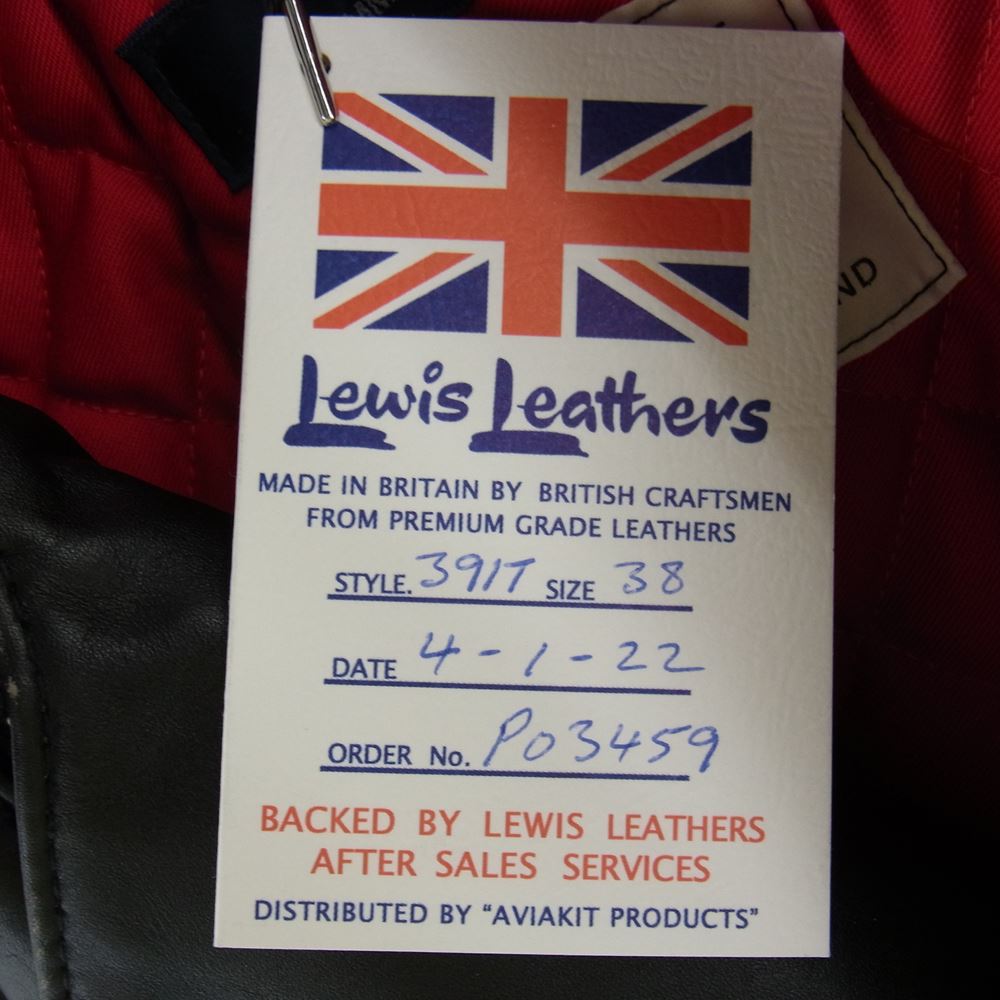 Lewis Leathers
MADE IN BRITAIN BY BRITISH CRAFTSMEN
FROM PREMIUM GRADE LEATHERS
STYLE. 391T SIZE 38
DATE 4-1-22
ORDER No. PO3459
BACKED BY LEWIS LEATHERS
AFTER SALES SERVICES
DISTRIBUTED BY “AVIAKIT PRODUCTS”